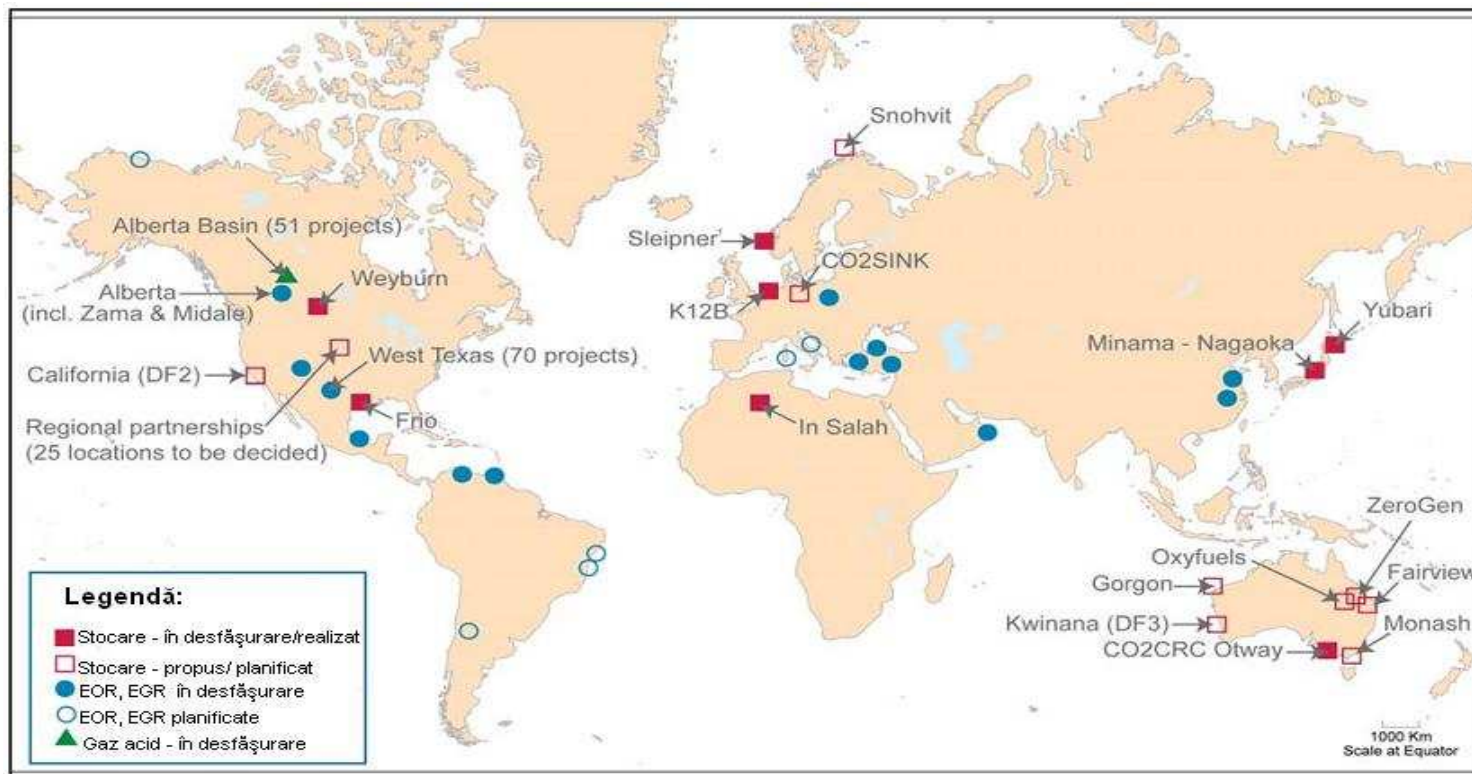 Snohvit
Alberta Basin (51 projects)
Sleipner
CO2SINK
Weyburn
Alberta
(incl. Zama & Midale)
K12B
Yubari
West Texas (70 projects)
Minama - Nagaoka
California (DF2)
Frio
Regional partnerships
(25 locations to be decided)
In Salah
ZeroGen
Oxyfuels
Fairview
Gorgon
Kwinana (DF3)
Monash
CO2CRC Otway
Legendă:
Stocare - în desfăşurare/realizat
Stocare - propus/ planificat
EOR, EGR în desfăşurare
EOR, EGR planificate
Gaz acid - în desfăşurare
1000 Km
Scale at Equator